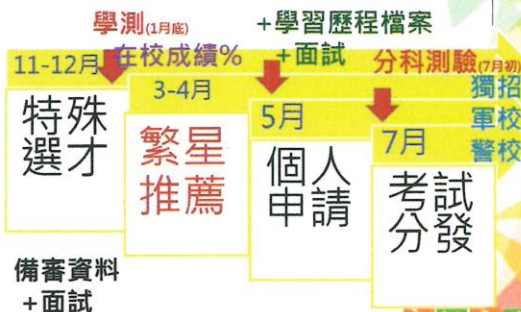 學測(1月底)
+學習歷程檔案
在校成績%
+面試
分科測驗(7月初)
11-12月
特殊
選才
3-4月
繁星
推薦
5月
個人
申請
7月
考試
分發
獨招
軍校
警校
備審資料
+面試